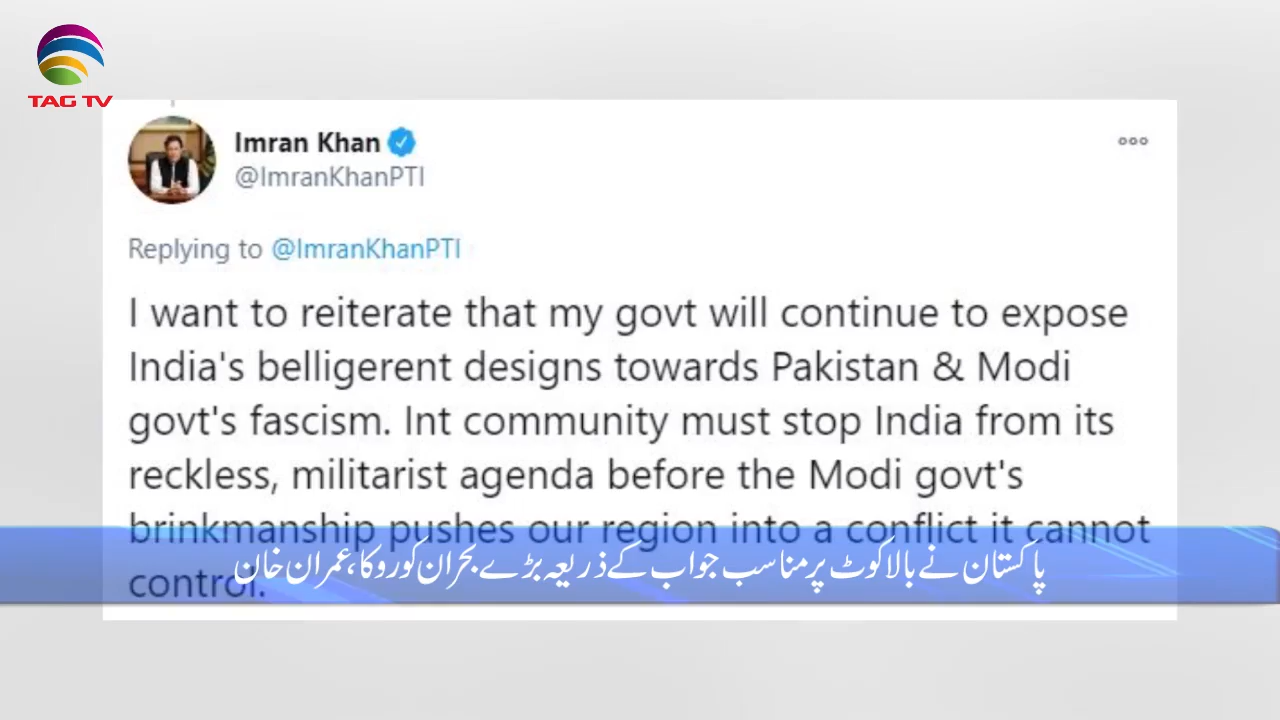 TAG TV
Imran Khan
@ImranKhanPTI
Replying to @ImranKhanPTI
I want to reiterate that my govt will continue to expose
India's belligerent designs towards Pakistan & Modi
govt's fascism. Int community must stop India from its
reckless, militarist agenda before the Modi govt's
brinkmanship pushes our region into a conflict it cannot
control.
پاکستان نے بالاکوٹ پر مناسب جواب کے ذریعہ بڑے بحران کو روکا، عمران خان